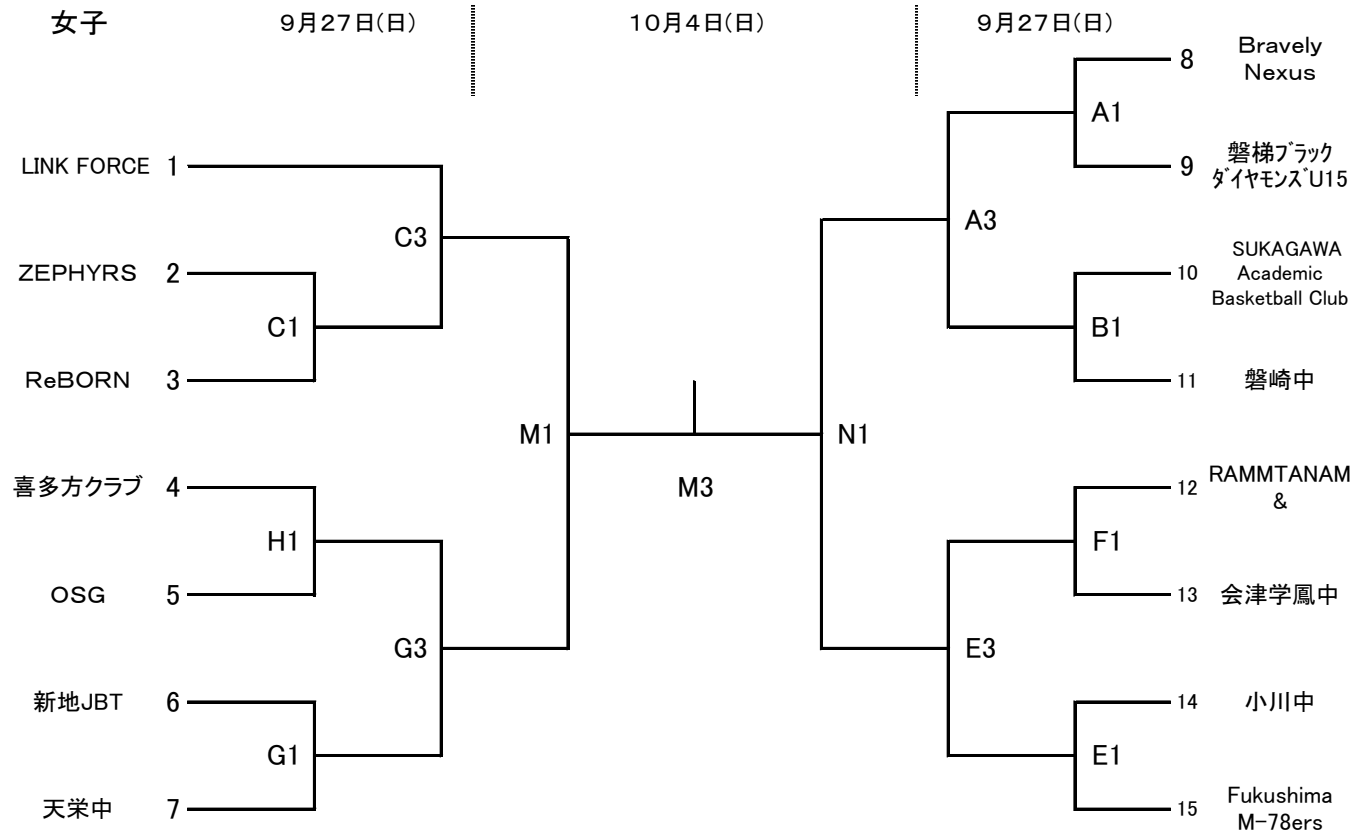 女子
9月27日(日)
10月4日(日)
9月27日(日)
LINK FORCE 1
ZEPHYRS 2
ReBORN 3
喜多方クラブ 4
OSG 5
新地JBT 6
天栄中 7
C3
C1
H1
G3
G1
M1
M3
N1
A1
A3
B1
F1
E3
E1
8 Bravely
Nexus
9 磐梯ブラック
ダイヤモンズU15
SUKAGAWA
10 Academic
Basketball Club
11 磐崎中
12 RAMMTANAM
&
13 会津学鳳中
14 小川中
15 Fukushima
M-78ers